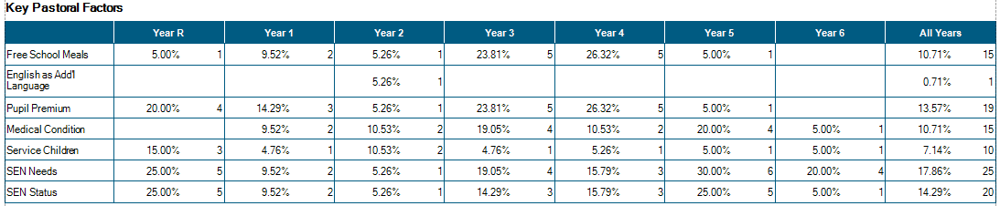 Key Pastoral Factors
Year R Year 1 Year 2 Year 3 Year 4 Year 5 Year 6 All Years
Free School Meals 5.00% 1 9.52% 2 5.26% 1 23.81% 5 26.32% 5 5.00% 1 10.71% 15
English as Add'l
Language 5.26% 1 0.71% 1
Pupil Premium 20.00% 4 14.29% 3 5.26% 1 23.81% 5 26.32% 5 5.00% 1 13.57% 19
Medical Condition 9.52% 2 10.53% 2 19.05% 4 10.53% 2 20.00% 4 5.00% 1 10.71% 15
Service Children 15.00% 3 4.76% 1 10.53% 2 4.76% 1 5.26% 1 5.00% 1 5.00% 1 7.14% 10
SEN Needs 25.00% 5 9.52% 2 5.26% 1 19.05% 4 15.79% 3 30.00% 6 20.00% 4 17.86% 25
SEN Status 25.00% 5 9.52% 2 5.26% 1 14.29% 3 15.79% 3 25.00% 5 5.00% 1 14.29% 20